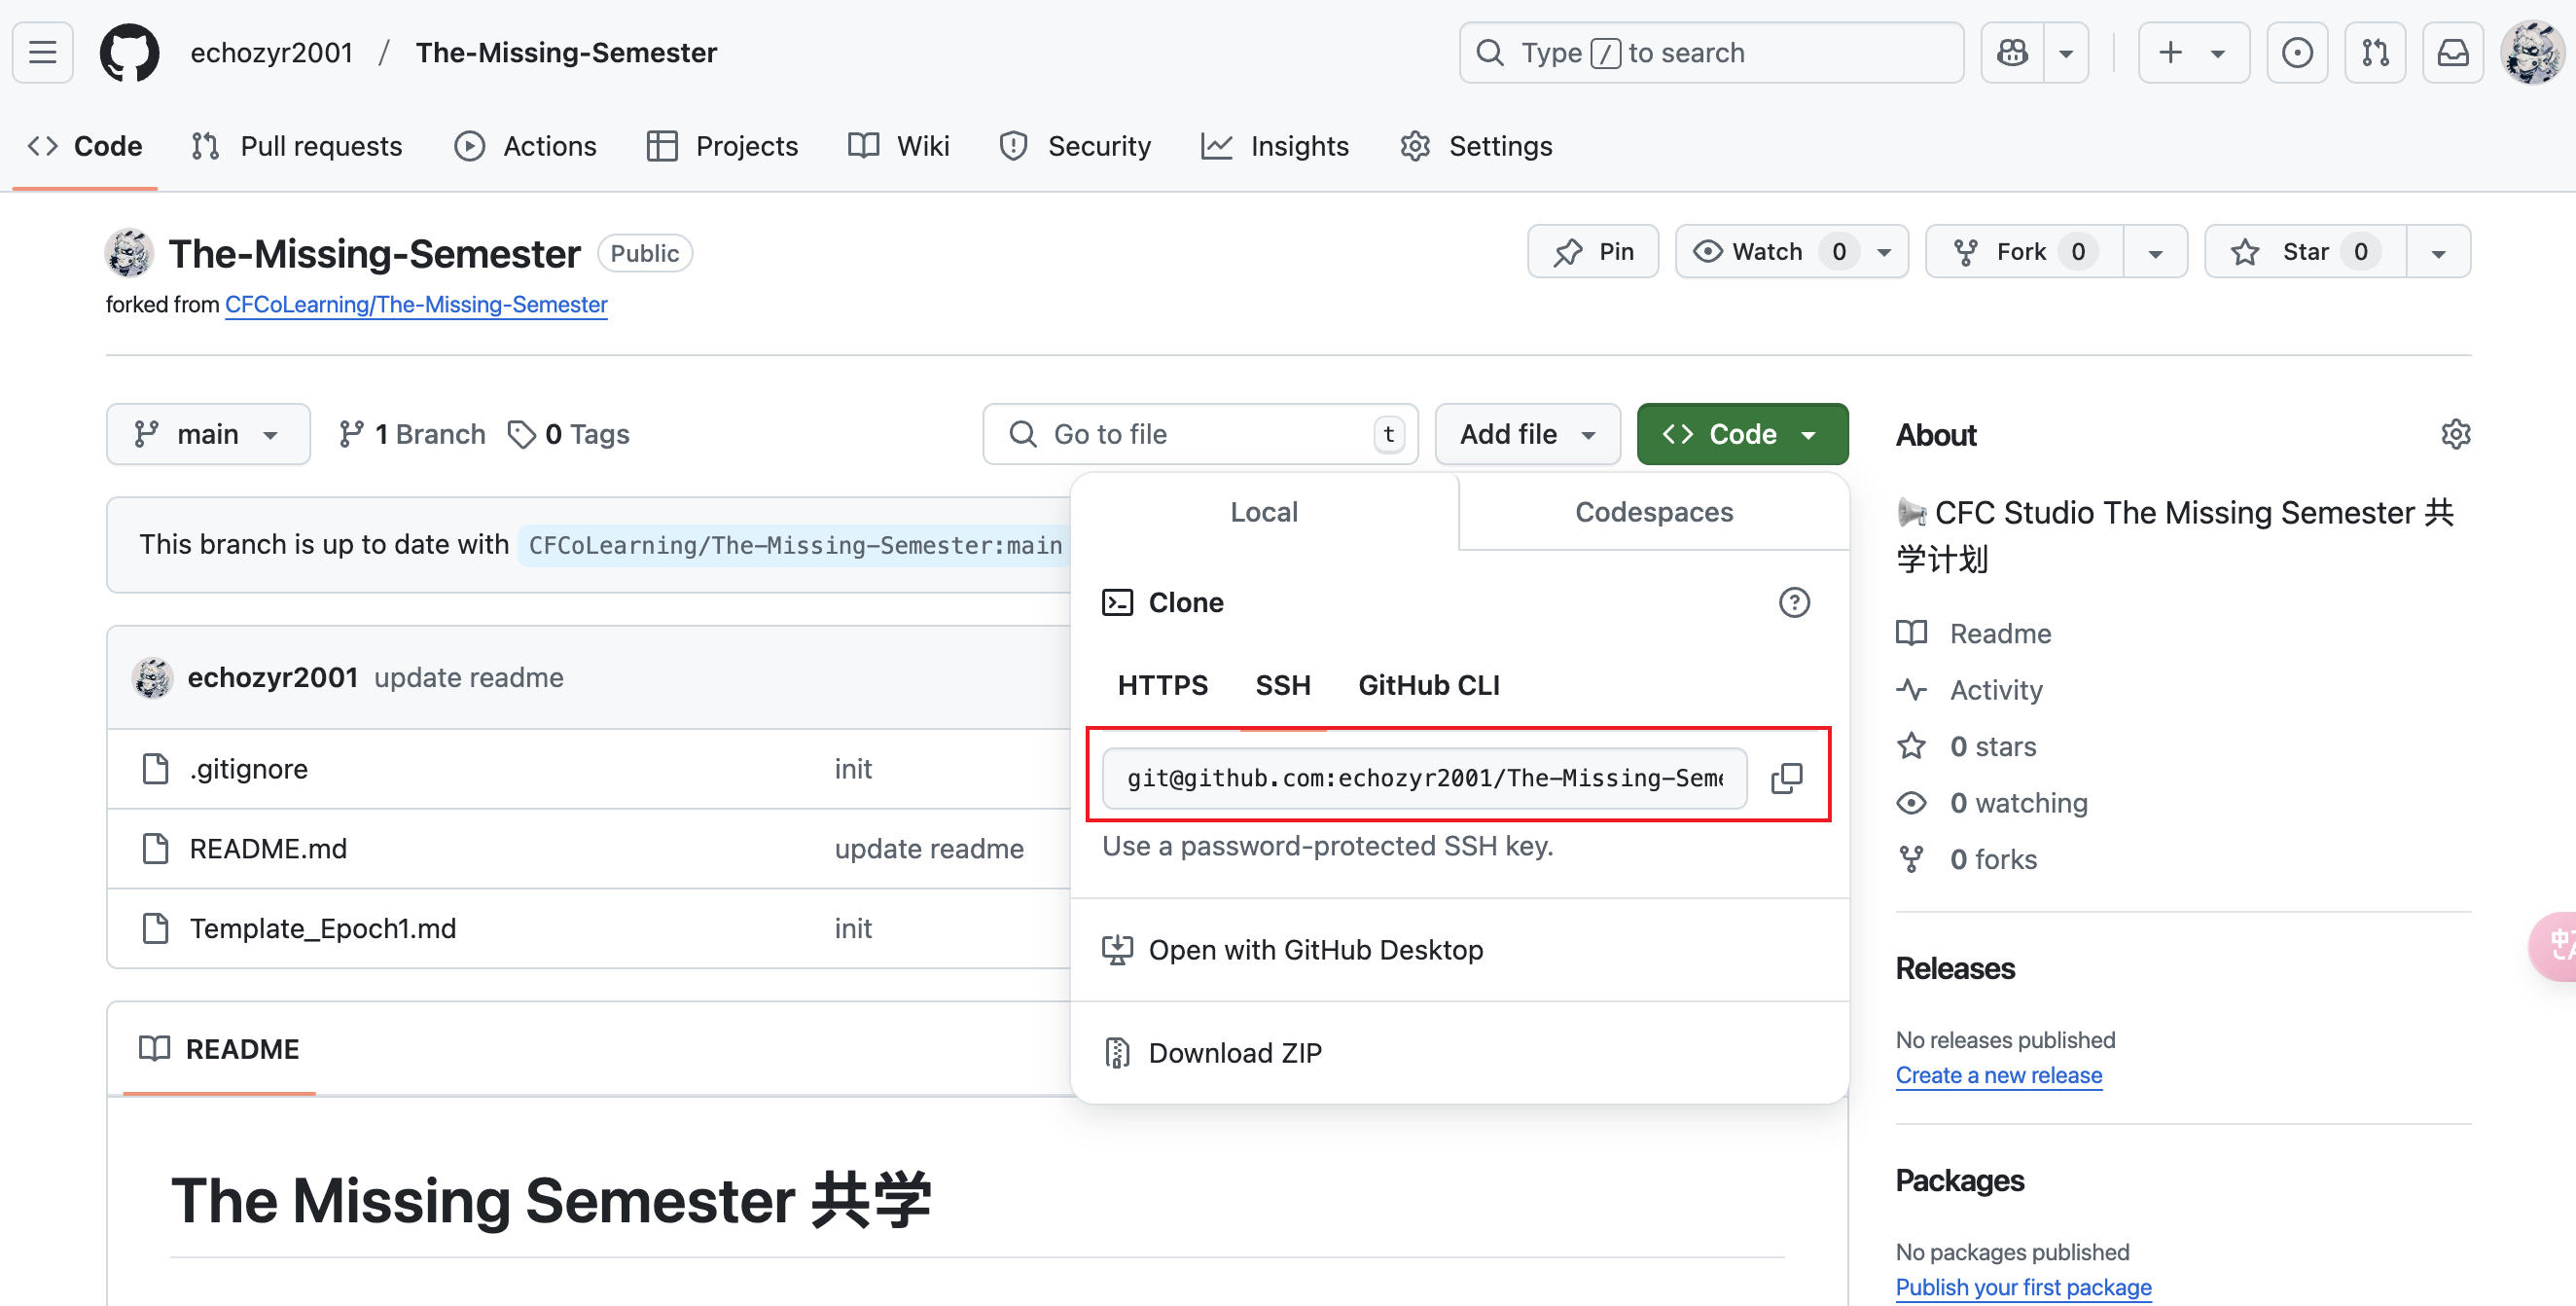 echozyr2001 / The-Missing-Semester
Type / to search
Code Pull requests Actions Projects Wiki Security Insights Settings
The-Missing-Semester Public
Pin Watch 0 Fork 0 Star 0
forked from CFCoLearning/The-Missing-Semester
main 1 Branch 0 Tags
Go to file t Add file Code
This branch is up to date with CFCoLearning/The-Missing-Semester:main
echozyr2001 update readme
.gitignore init
README.md update readme
Template_Epoch1.md init
README
The Missing Semester 共学
Local Codespaces
Clone
HTTPS SSH GitHub CLI
git@github.com:echozyr2001/The-Missing-Seme
Use a password-protected SSH key.
Open with GitHub Desktop
Download ZIP
About
CFC Studio The Missing Semester 共
学计划
Readme
Activity
0 stars
0 watching
0 forks
Releases
No releases published
Create a new release
Packages
No packages published
Publish your first package